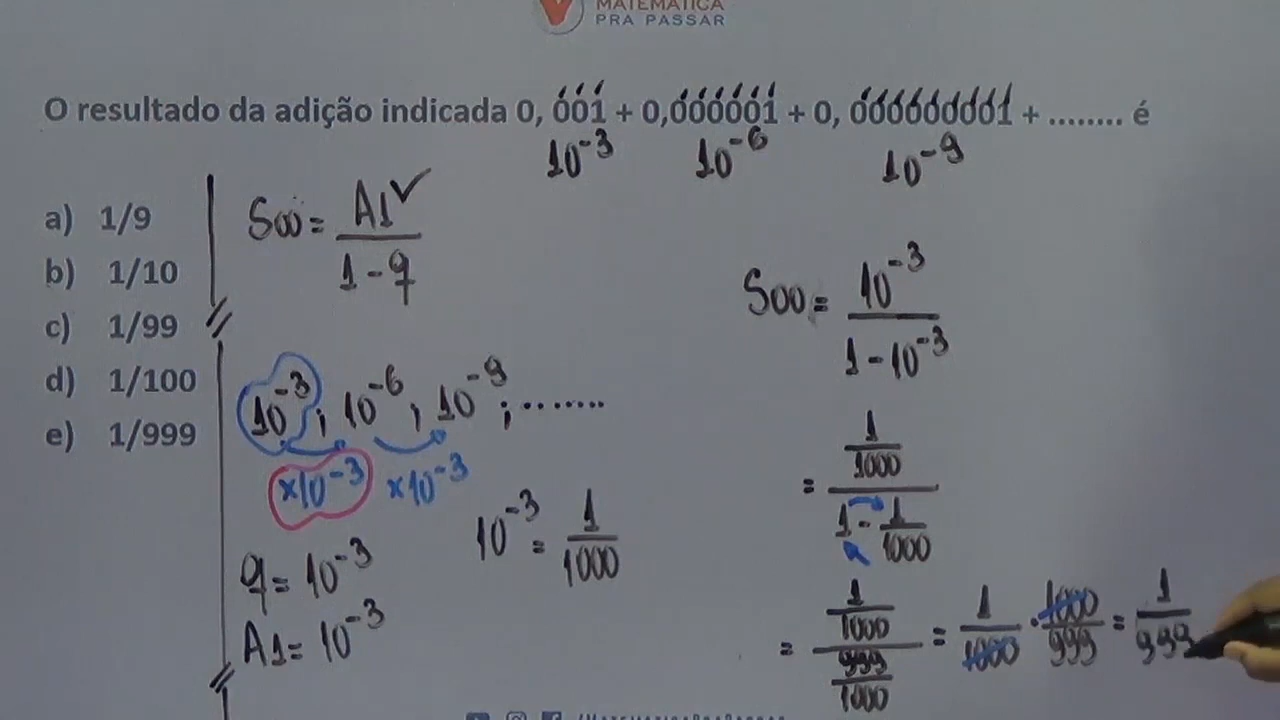 MATEMÁTICA
PRA PASSAR
O resultado da adição indicada 0, 001 + 0,000001 + 0, 000000001 + ........ é
10⁻³ 10⁻⁶ 10⁻⁹
a) 1/9
b) 1/10
c) 1/99
d) 1/100
e) 1/999
S∞ = A1 / 1 - q
10⁻³ ; 10⁻⁶ ; 10⁻⁹ ; .......
×10⁻³ ×10⁻³
q = 10⁻³
A1 = 10⁻³
10⁻³ = 1/1000
S∞ = 10⁻³ / 1 - 10⁻³
= 1/1000 / 1 - 1/1000
= 1/1000 / 999/1000 = 1/1000 · 1000/999 = 1/999